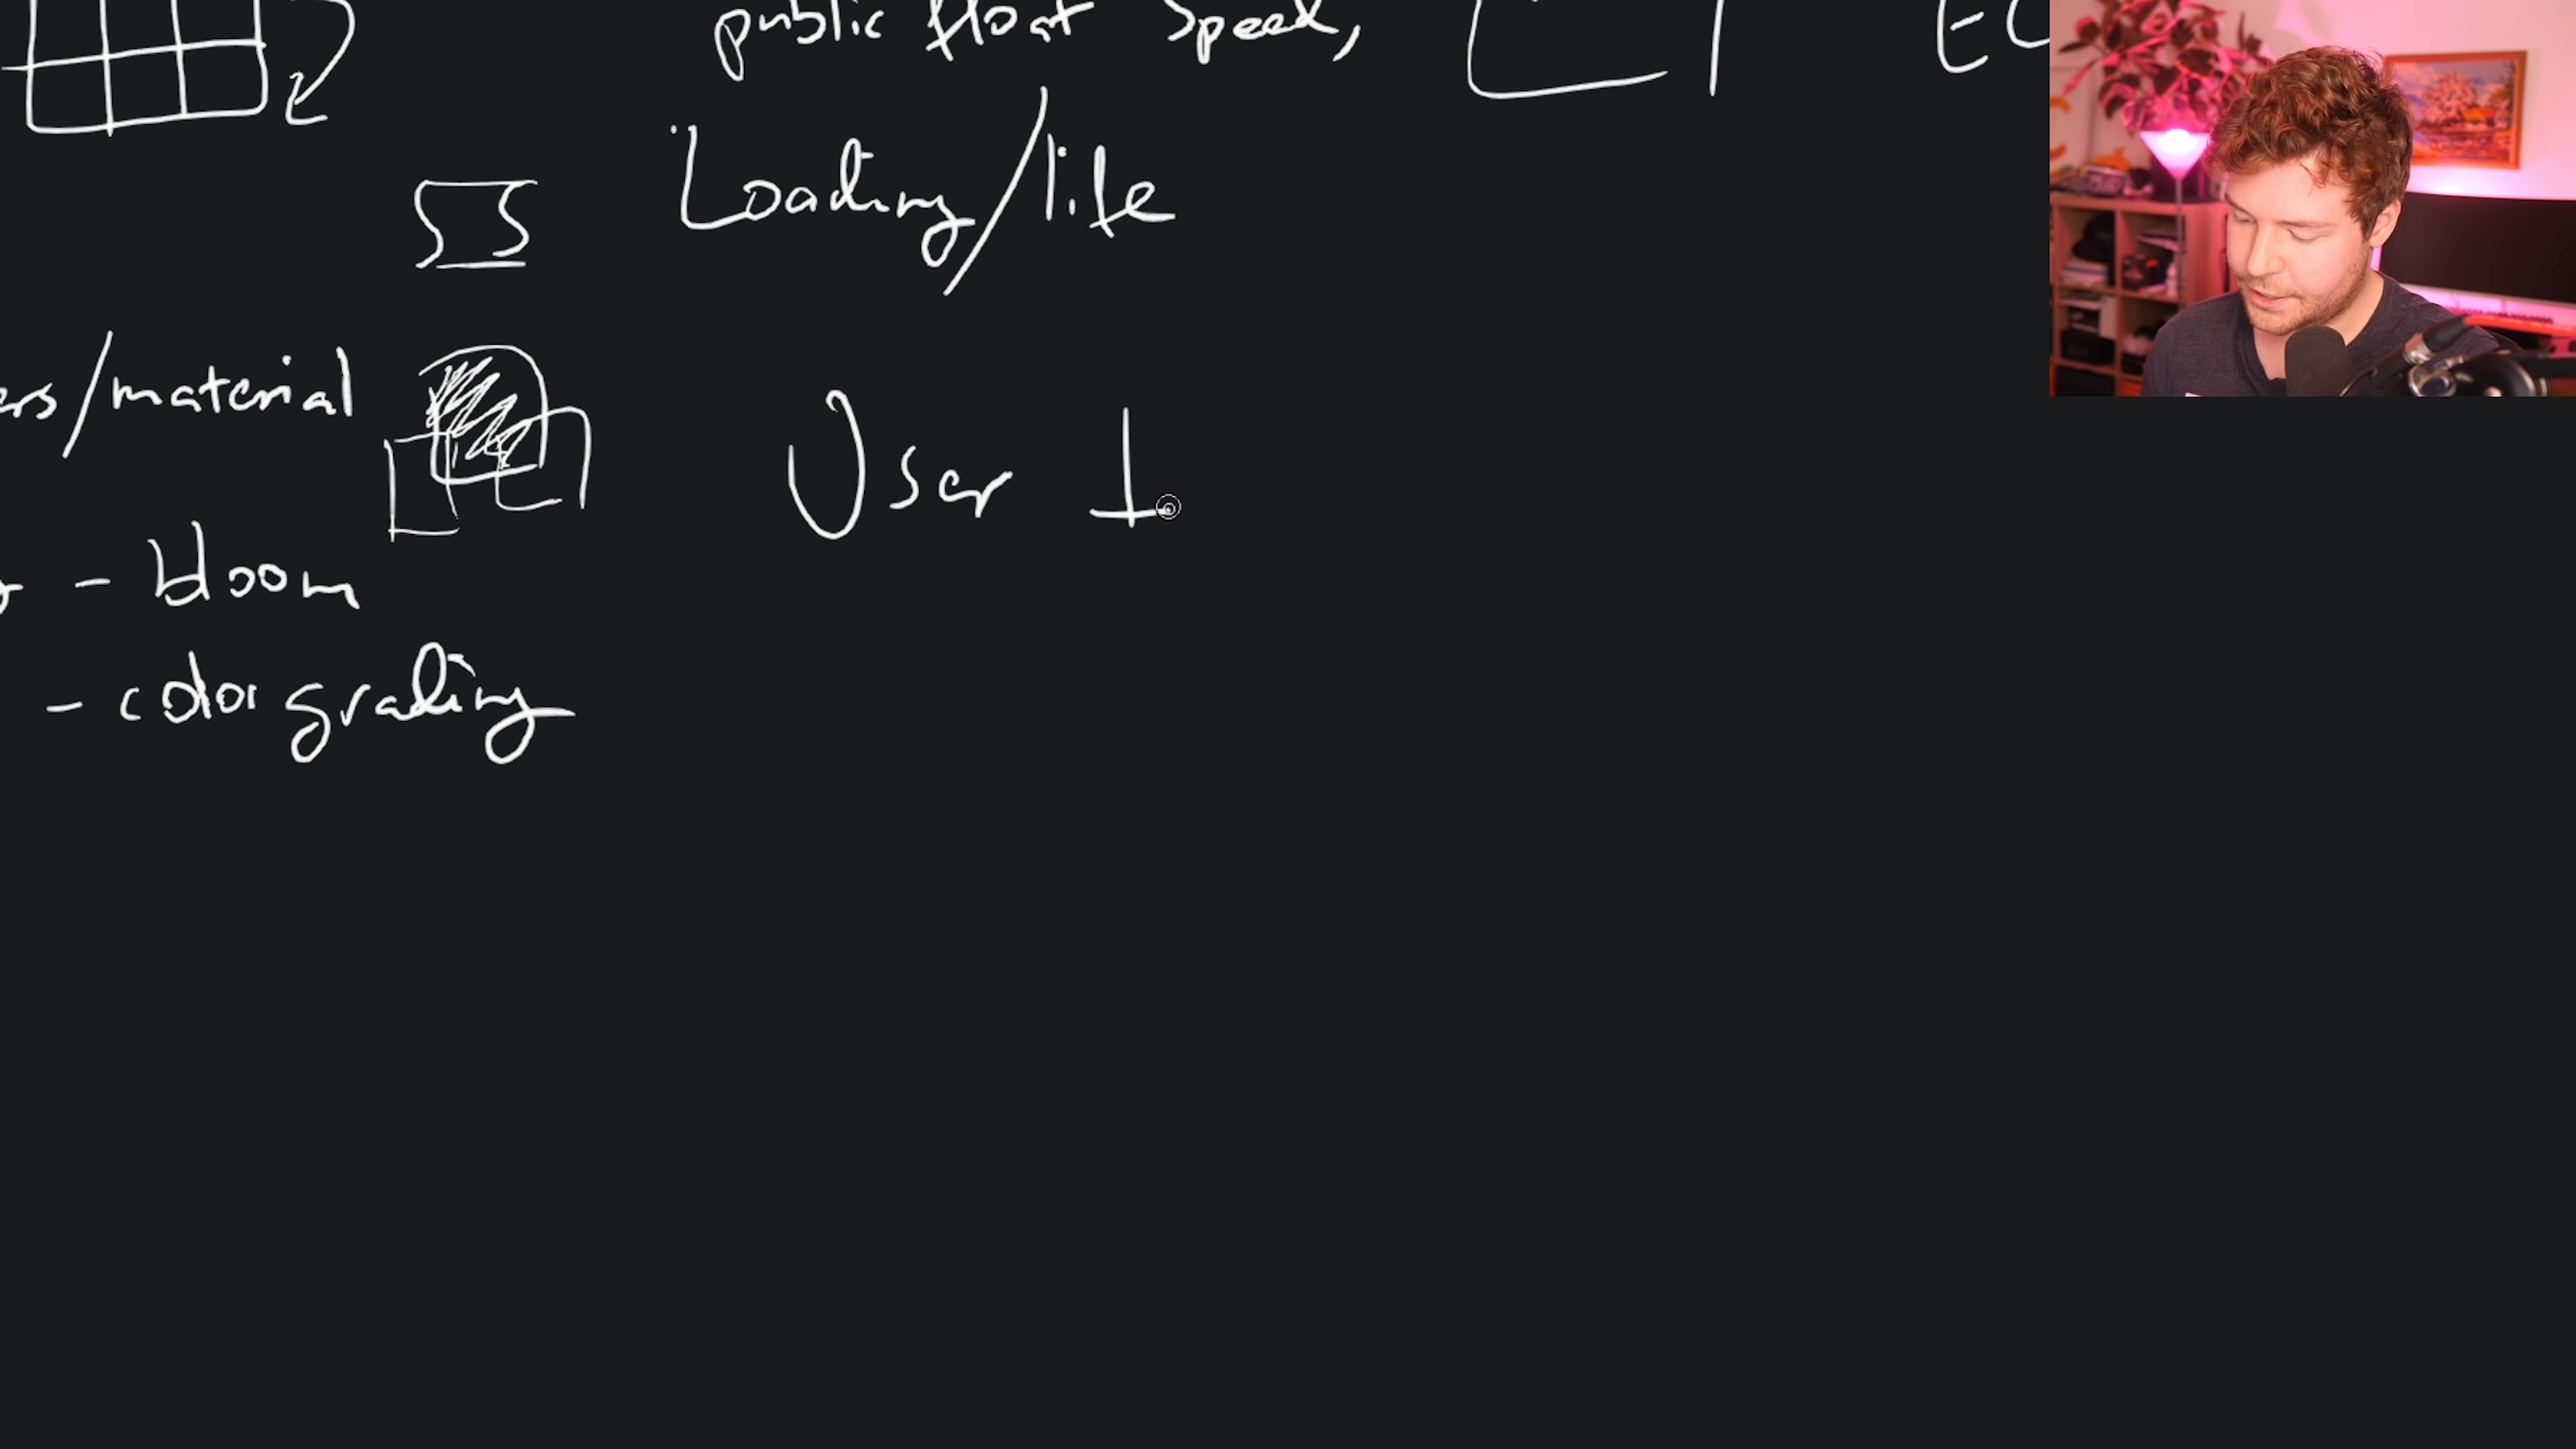 public float speed,
Loading/life
ers/material
User I
- bloom
- color grading